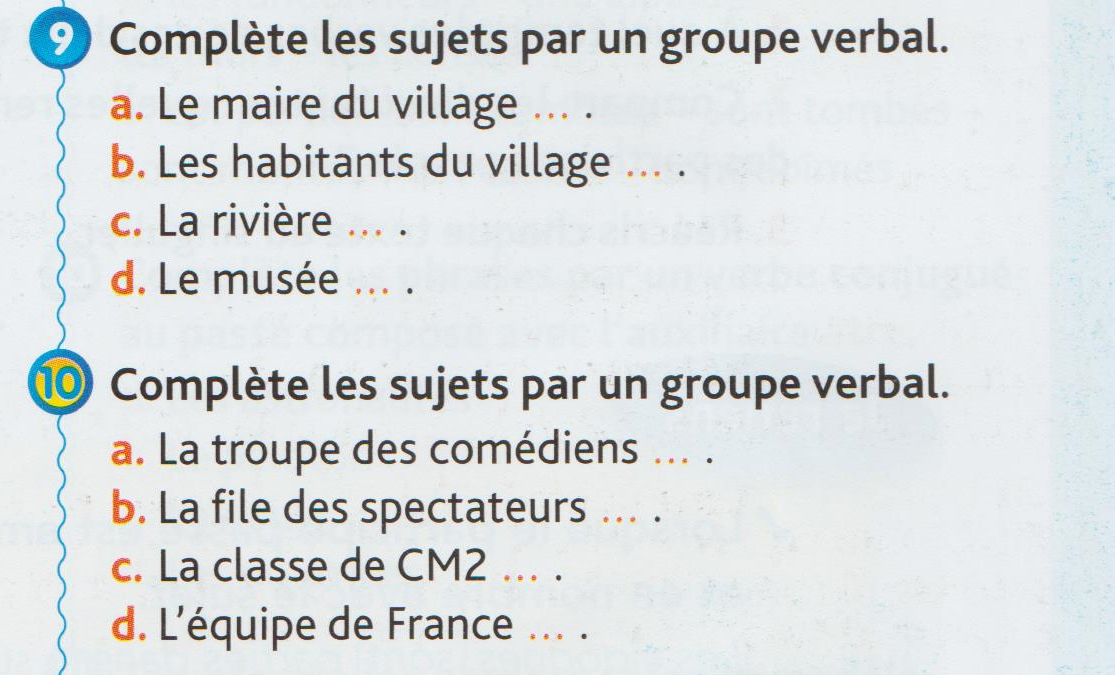 9 Complète les sujets par un groupe verbal.
a. Le maire du village ... .
b. Les habitants du village ... .
c. La rivière ... .
d. Le musée ... .
10 Complète les sujets par un groupe verbal.
a. La troupe des comédiens ... .
b. La file des spectateurs ... .
c. La classe de CM2 ... .
d. L'équipe de France ... .